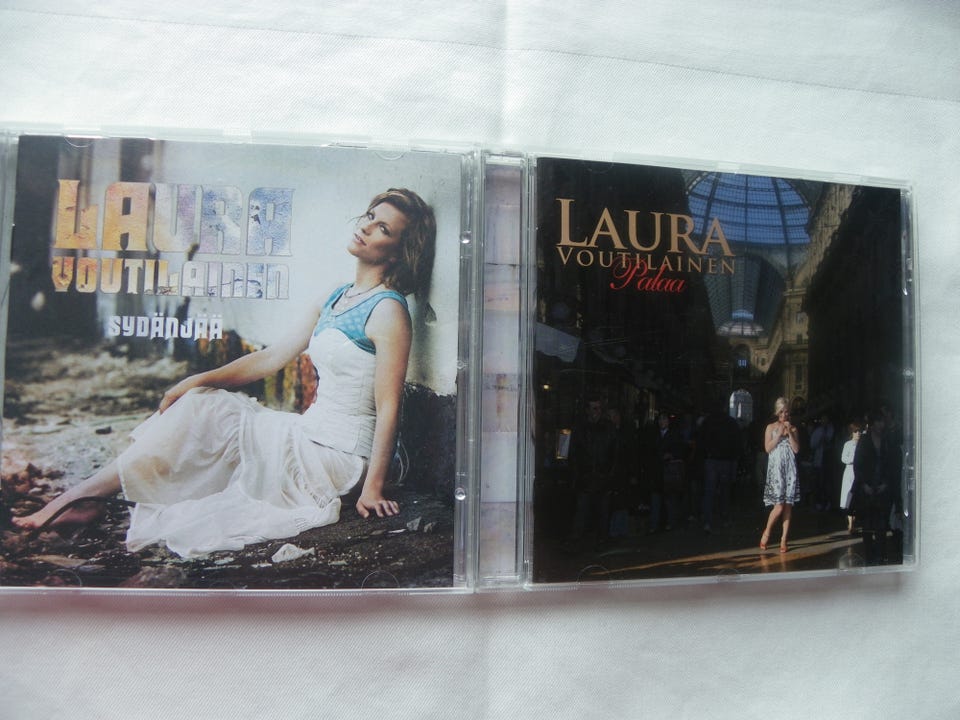 LAURA
VOUTILAINEN
SYDÄNJÄÄ
LAURA
VOUTILAINEN
Palaa